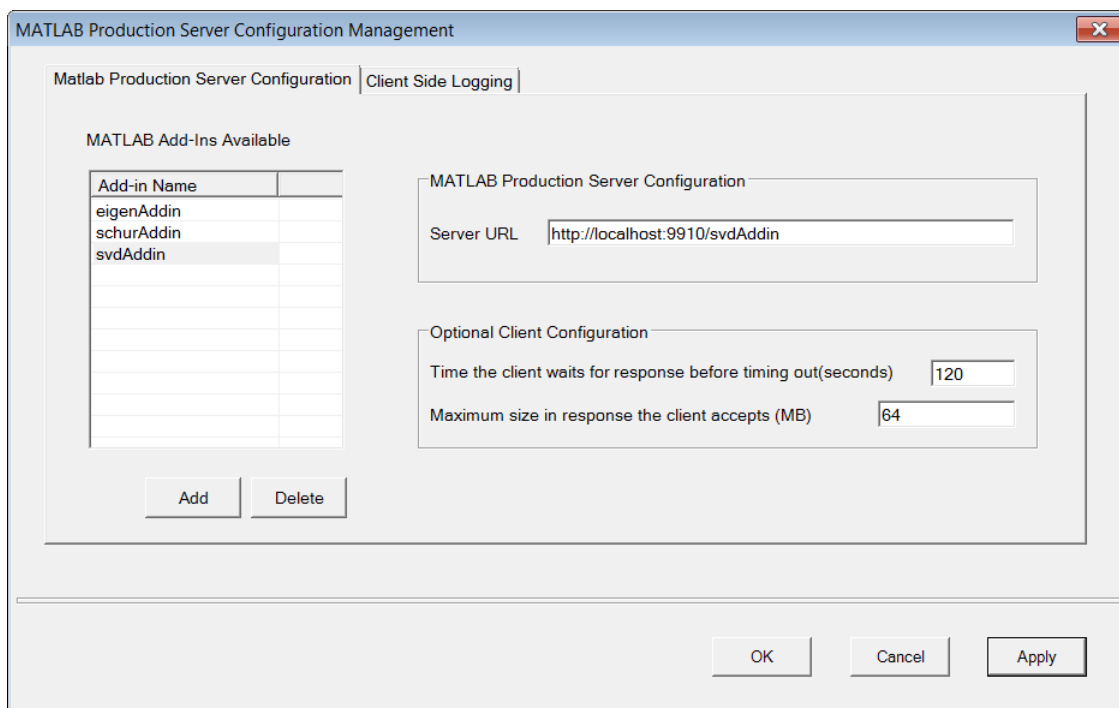 MATLAB Production Server Configuration Management
Matlab Production Server Configuration
Client Side Logging
MATLAB Add-Ins Available
Add-in Name
eigenAddin
schurAddin
svdAddin
Add
Delete
MATLAB Production Server Configuration
Server URL
http://localhost:9910/svdAddin
Optional Client Configuration
Time the client waits for response before timing out(seconds)
120
Maximum size in response the client accepts (MB)
64
OK
Cancel
Apply